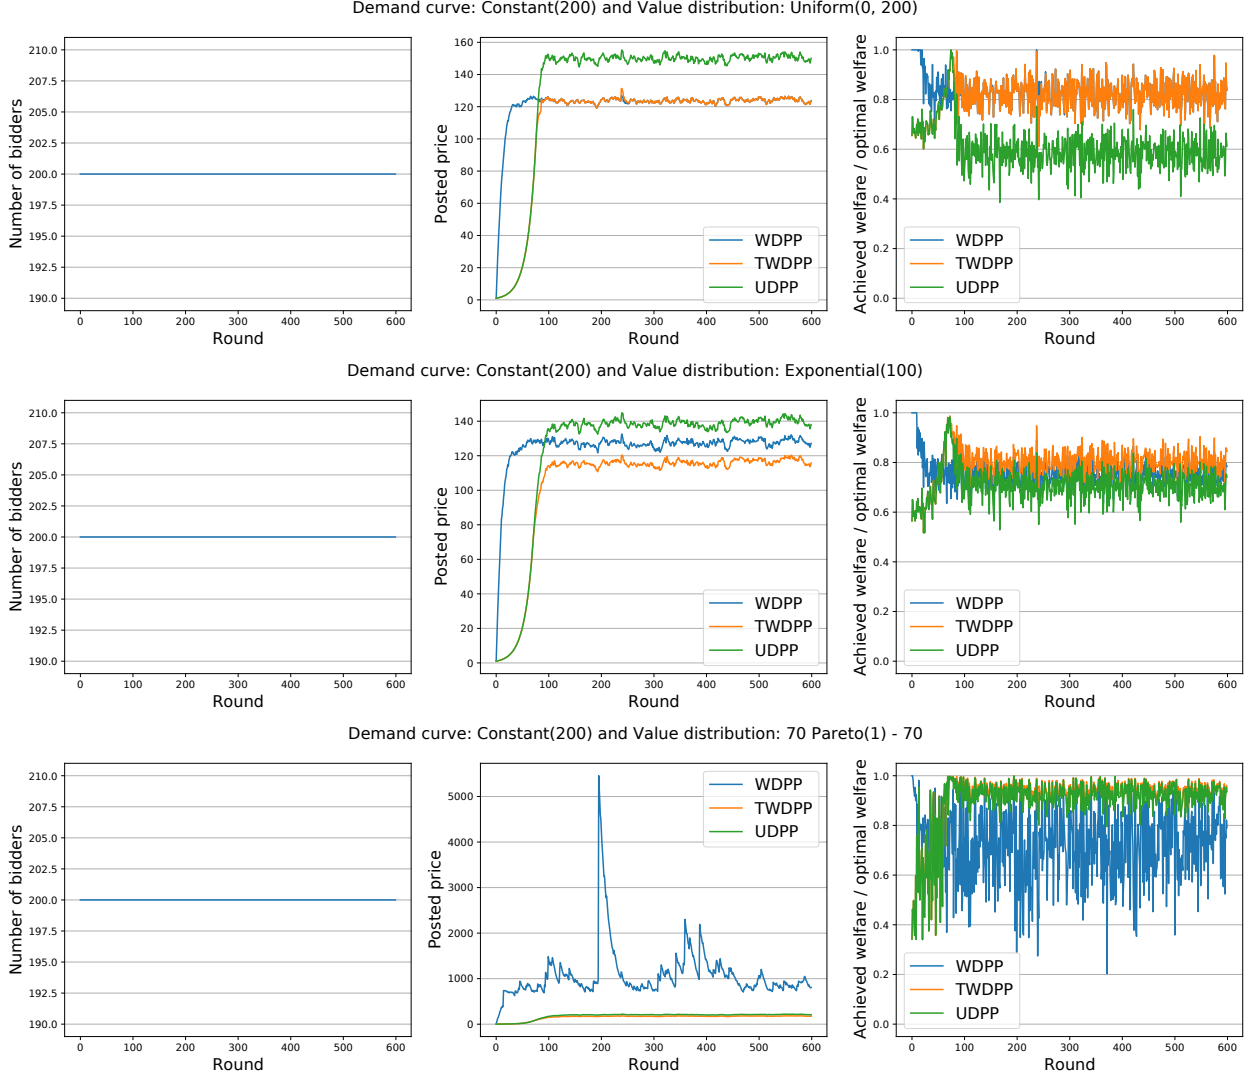 Demand curve: Constant(200) and Value distribution: Uniform(0, 200)
Number of bidders
210.0
207.5
205.0
202.5
200.0
197.5
195.0
192.5
190.0
0 100 200 300 400 500 600
Round
Posted price
160
140
120
100
80
60
40
20
0
WDPP
TWDPP
UDPP
0 100 200 300 400 500 600
Round
Achieved welfare / optimal welfare
1.0
0.8
0.6
0.4
0.2
0.0
WDPP
TWDPP
UDPP
0 100 200 300 400 500 600
Round
Demand curve: Constant(200) and Value distribution: Exponential(100)
Number of bidders
210.0
207.5
205.0
202.5
200.0
197.5
195.0
192.5
190.0
0 100 200 300 400 500 600
Round
Posted price
140
120
100
80
60
40
20
0
WDPP
TWDPP
UDPP
0 100 200 300 400 500 600
Round
Achieved welfare / optimal welfare
1.0
0.8
0.6
0.4
0.2
0.0
WDPP
TWDPP
UDPP
0 100 200 300 400 500 600
Round
Demand curve: Constant(200) and Value distribution: 70 Pareto(1) - 70
Number of bidders
210.0
207.5
205.0
202.5
200.0
197.5
195.0
192.5
190.0
0 100 200 300 400 500 600
Round
Posted price
5000
4000
3000
2000
1000
0
WDPP
TWDPP
UDPP
0 100 200 300 400 500 600
Round
Achieved welfare / optimal welfare
1.0
0.8
0.6
0.4
0.2
0.0
WDPP
TWDPP
UDPP
0 100 200 300 400 500 600
Round